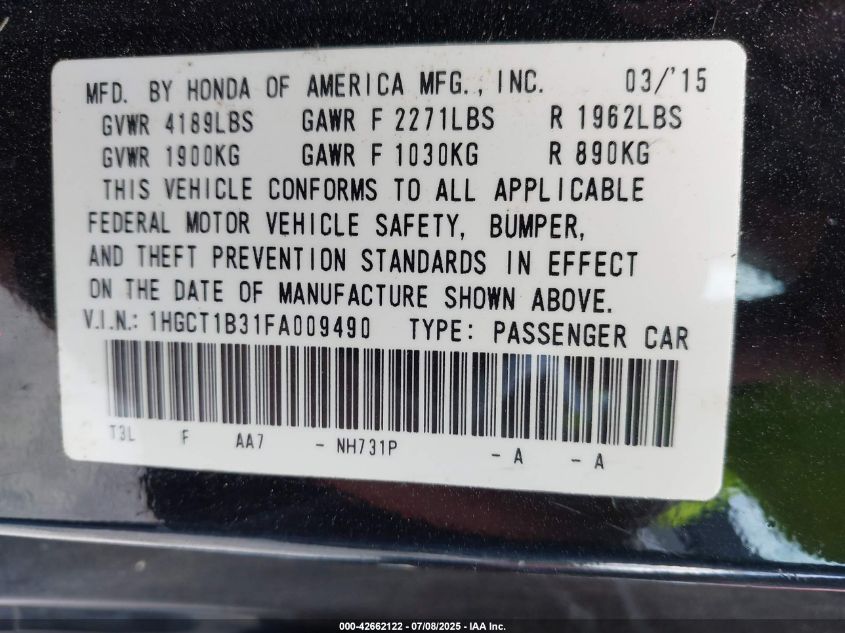 MFD. BY HONDA OF AMERICA MFG., INC. 03/'15
GVWR 4189LBS GAWR F 2271LBS R 1962LBS
GVWR 1900KG GAWR F 1030KG R 890KG
THIS VEHICLE CONFORMS TO ALL APPLICABLE
FEDERAL MOTOR VEHICLE SAFETY, BUMPER,
AND THEFT PREVENTION STANDARDS IN EFFECT
ON THE DATE OF MANUFACTURE SHOWN ABOVE.
V.I.N.: 1HGCT1B31FA009490 TYPE: PASSENGER CAR
T3L F AA7 - NH731P - A - A
000-42662122 - 07/08/2025 - IAA Inc.